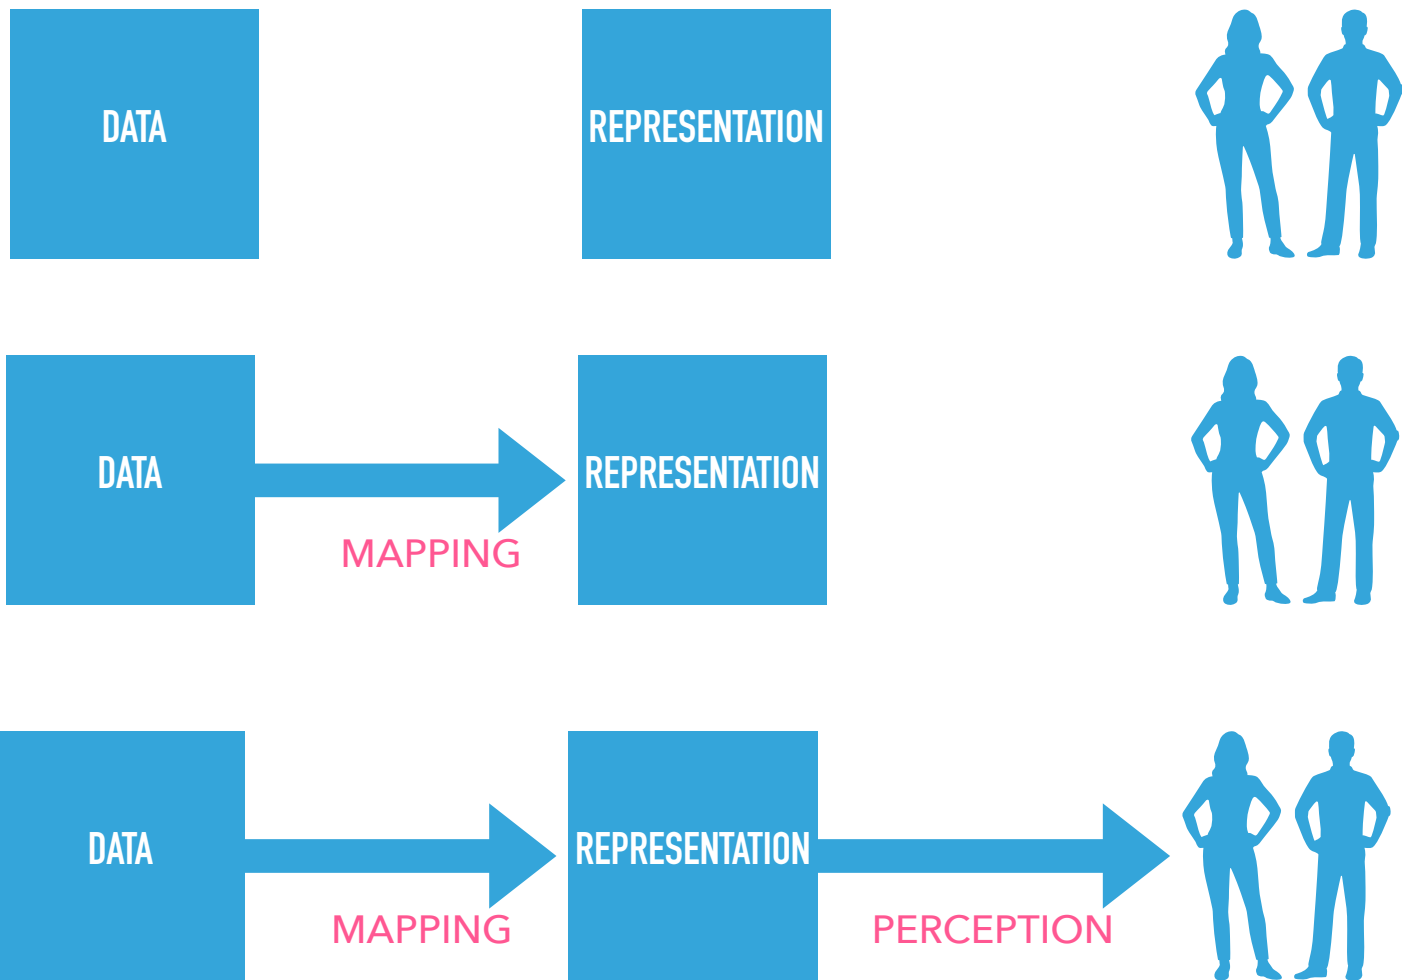 DATA
REPRESENTATION
DATA
REPRESENTATION
MAPPING
DATA
REPRESENTATION
MAPPING
PERCEPTION